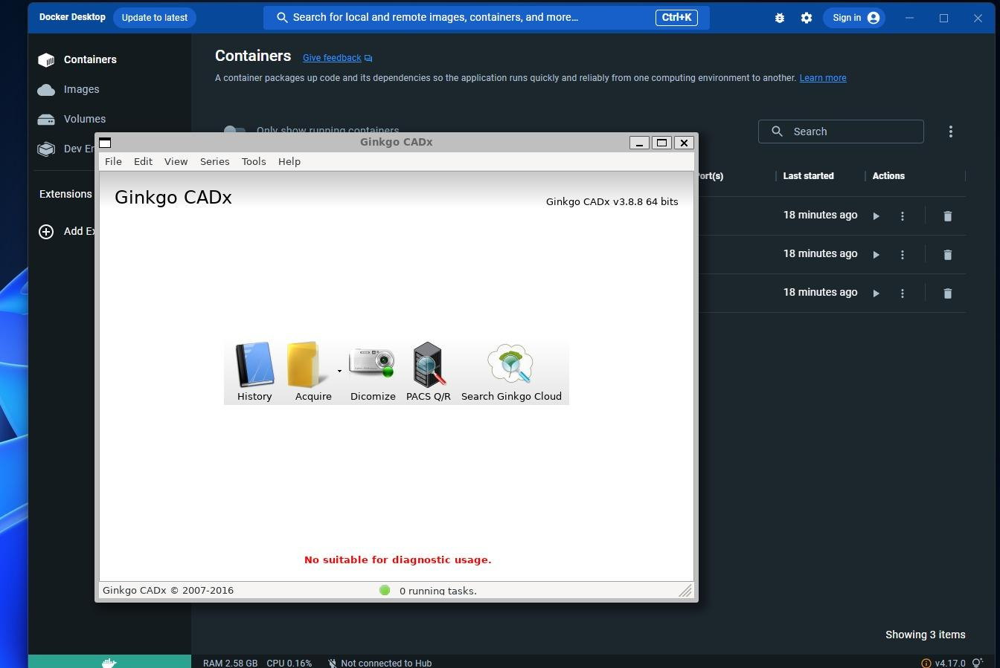 Docker Desktop
Update to latest
Search for local and remote images, containers, and more...
Ctrl+K
Sign in
Containers
Images
Volumes
Dev En
Extensions
Add Ex
Containers
Give feedback
A container packages up code and its dependencies so the application runs quickly and reliably from one computing environment to another. Learn more
Only show running containers
Search
ort(s)
Last started
Actions
18 minutes ago
18 minutes ago
18 minutes ago
Ginkgo CADx
File Edit View Series Tools Help
Ginkgo CADx
Ginkgo CADx v3.8.8 64 bits
History
Acquire
Dicomize
PACS Q/R
Search Ginkgo Cloud
No suitable for diagnostic usage.
Ginkgo CADx © 2007-2016
0 running tasks.
Showing 3 items
RAM 2.58 GB CPU 0.16% Not connected to Hub
v4.17.0